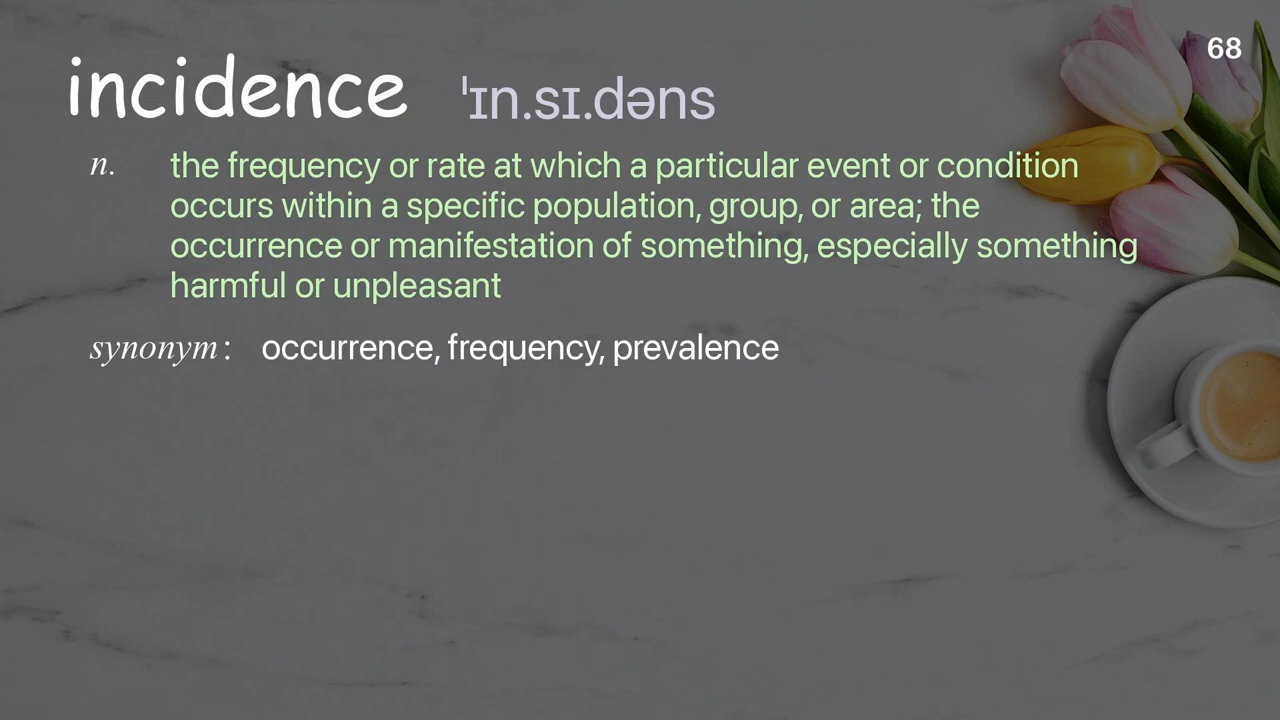 68
incidence ˈɪn.sɪ.dəns
n. the frequency or rate at which a particular event or condition
occurs within a specific population, group, or area; the
occurrence or manifestation of something, especially something
harmful or unpleasant
synonym: occurrence, frequency, prevalence